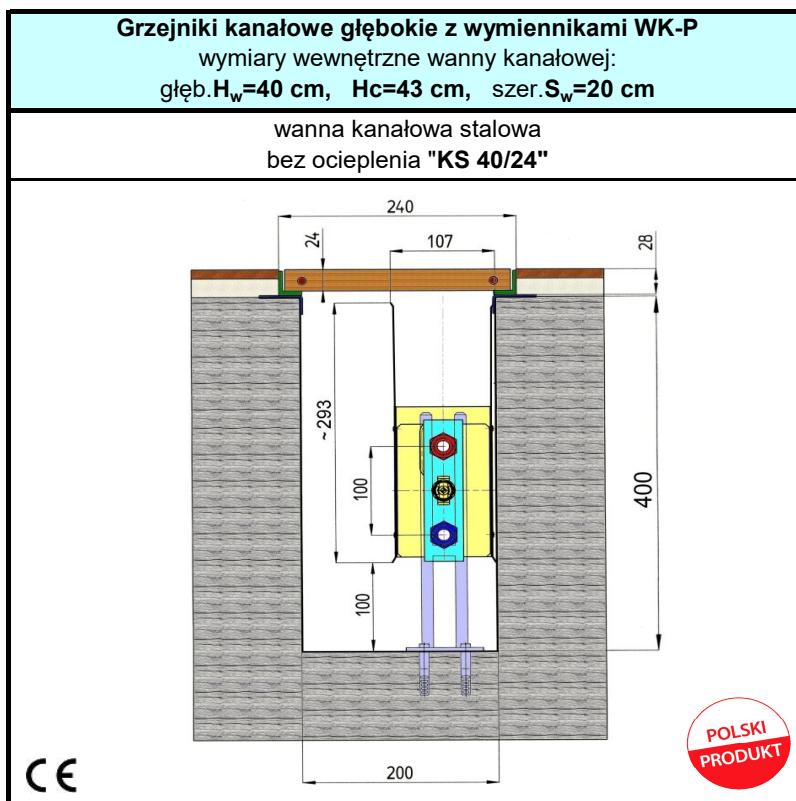 Grzejniki kanałowe głębokie z wymiennikami WK-P
wymiary wewnętrzne wanny kanałowej:
głęb.Hw=40 cm, Hc=43 cm, szer.Sw=20 cm
wanna kanałowa stalowa
bez ocieplenia "KS 40/24"
240
24
107
28
~293
100
400
100
200
CE
POLSKI
PRODUKT